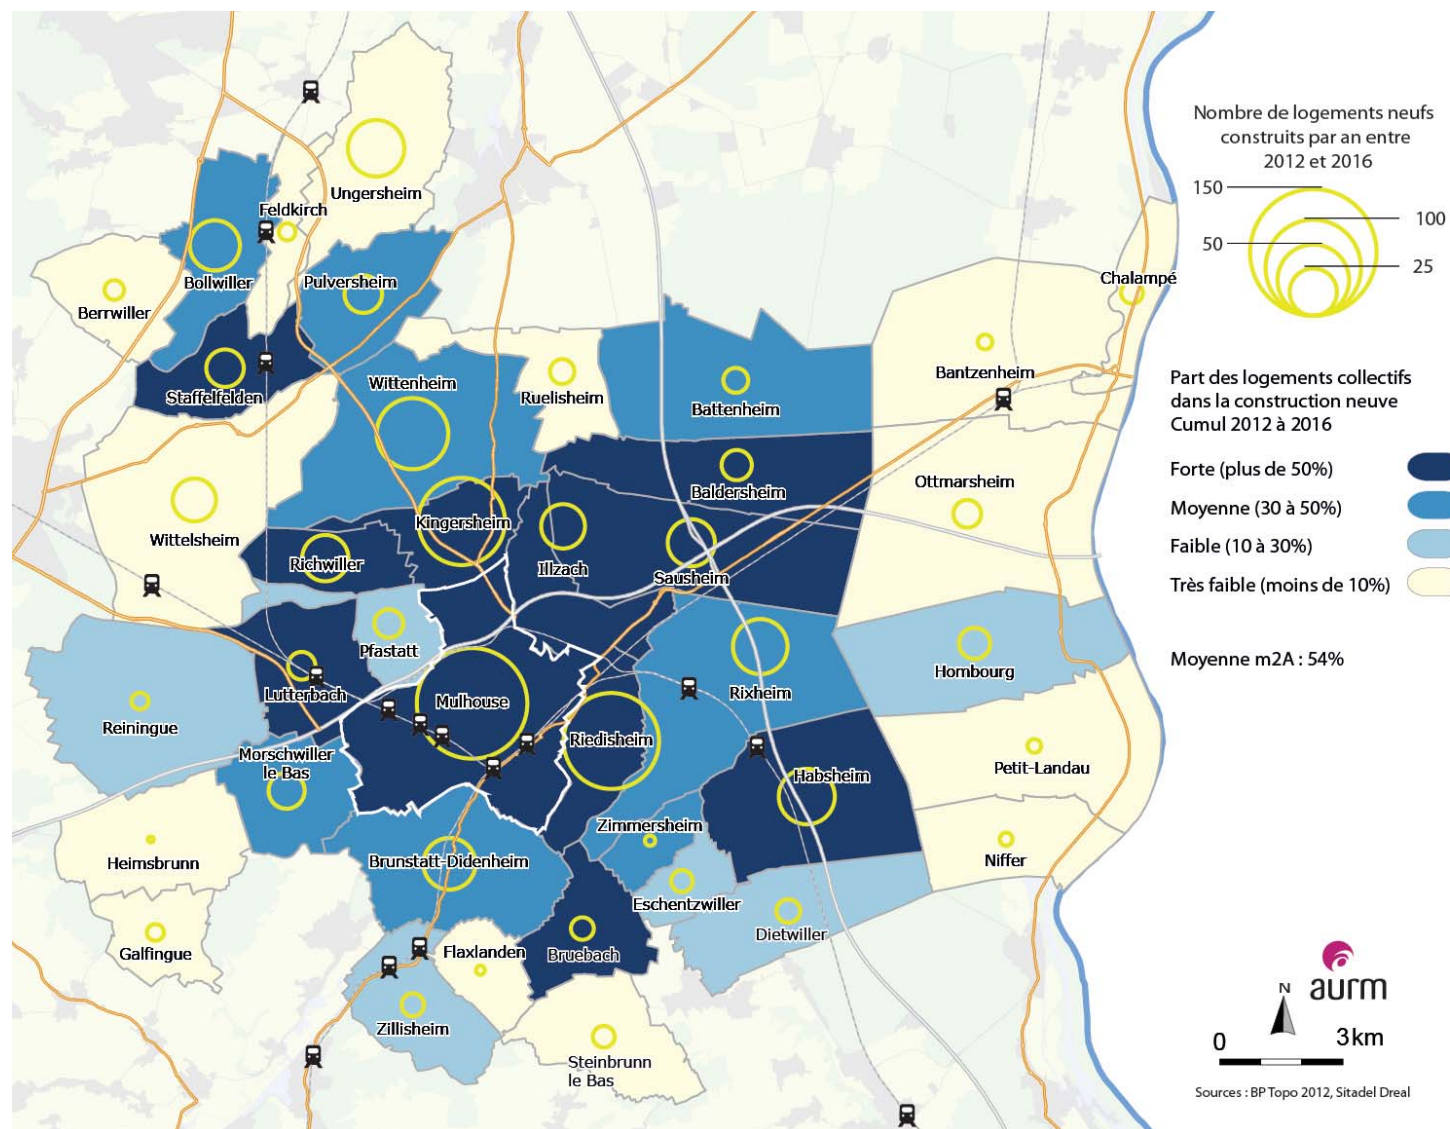 Nombre de logements neufs
construits par an entre
2012 et 2016
150
100
50
25
Part des logements collectifs
dans la construction neuve
Cumul 2012 à 2016
Forte (plus de 50%)
Moyenne (30 à 50%)
Faible (10 à 30%)
Très faible (moins de 10%)
Moyenne m2A : 54%
Ungersheim
Feldkirch
Bollwiller
Pulversheim
Berrwiller
Chalampé
Staffelfelden
Wittenheim
Ruelisheim
Battenheim
Bantzenheim
Wittelsheim
Kingersheim
Baldersheim
Ottmarsheim
Richwiller
Illzach
Sausheim
Pfastatt
Lutterbach
Mulhouse
Rixheim
Hombourg
Reiningue
Morschwiller
le Bas
Riedisheim
Habsheim
Petit-Landau
Heimsbrunn
Brunstatt-Didenheim
Zimmersheim
Niffer
Eschentzwiller
Dietwiller
Galfingue
Flaxlanden
Bruebach
Zillisheim
Steinbrunn
le Bas
N
aurm
0
3km
Sources : BP Topo 2012, Sitadel Dreal